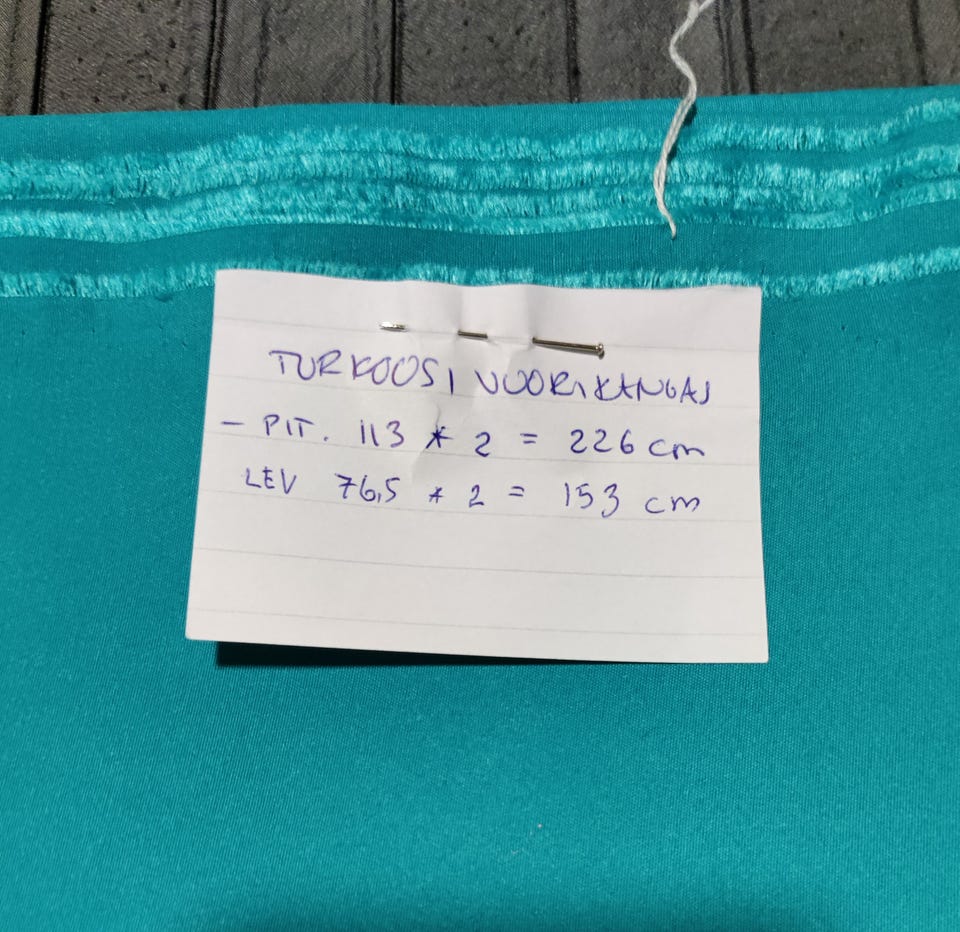 TURKOOSI VUORIKANGAS
- PIT. 113 * 2 = 226 cm
LEV 76,5 * 2 = 153 cm